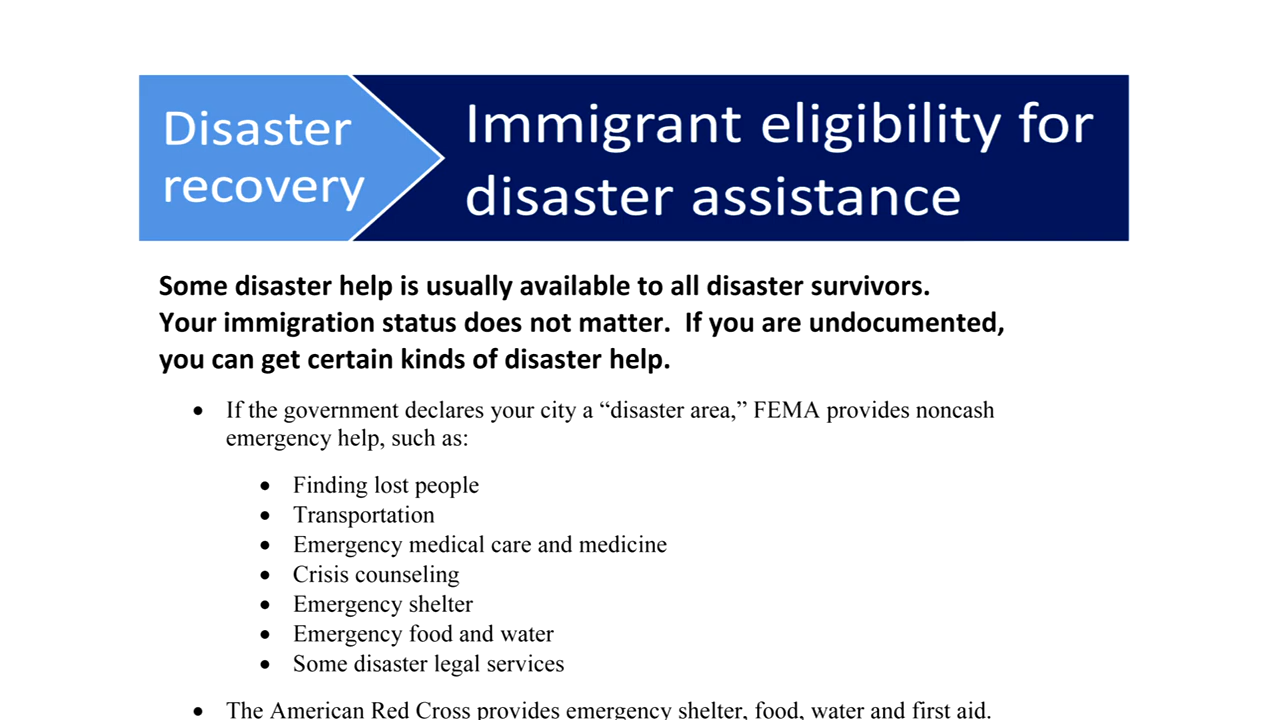 Disaster
recovery
Immigrant eligibility for
disaster assistance
Some disaster help is usually available to all disaster survivors.
Your immigration status does not matter.  If you are undocumented,
you can get certain kinds of disaster help.
• If the government declares your city a “disaster area,” FEMA provides noncash
emergency help, such as:
• Finding lost people
• Transportation
• Emergency medical care and medicine
• Crisis counseling
• Emergency shelter
• Emergency food and water
• Some disaster legal services
• The American Red Cross provides emergency shelter, food, water and first aid.